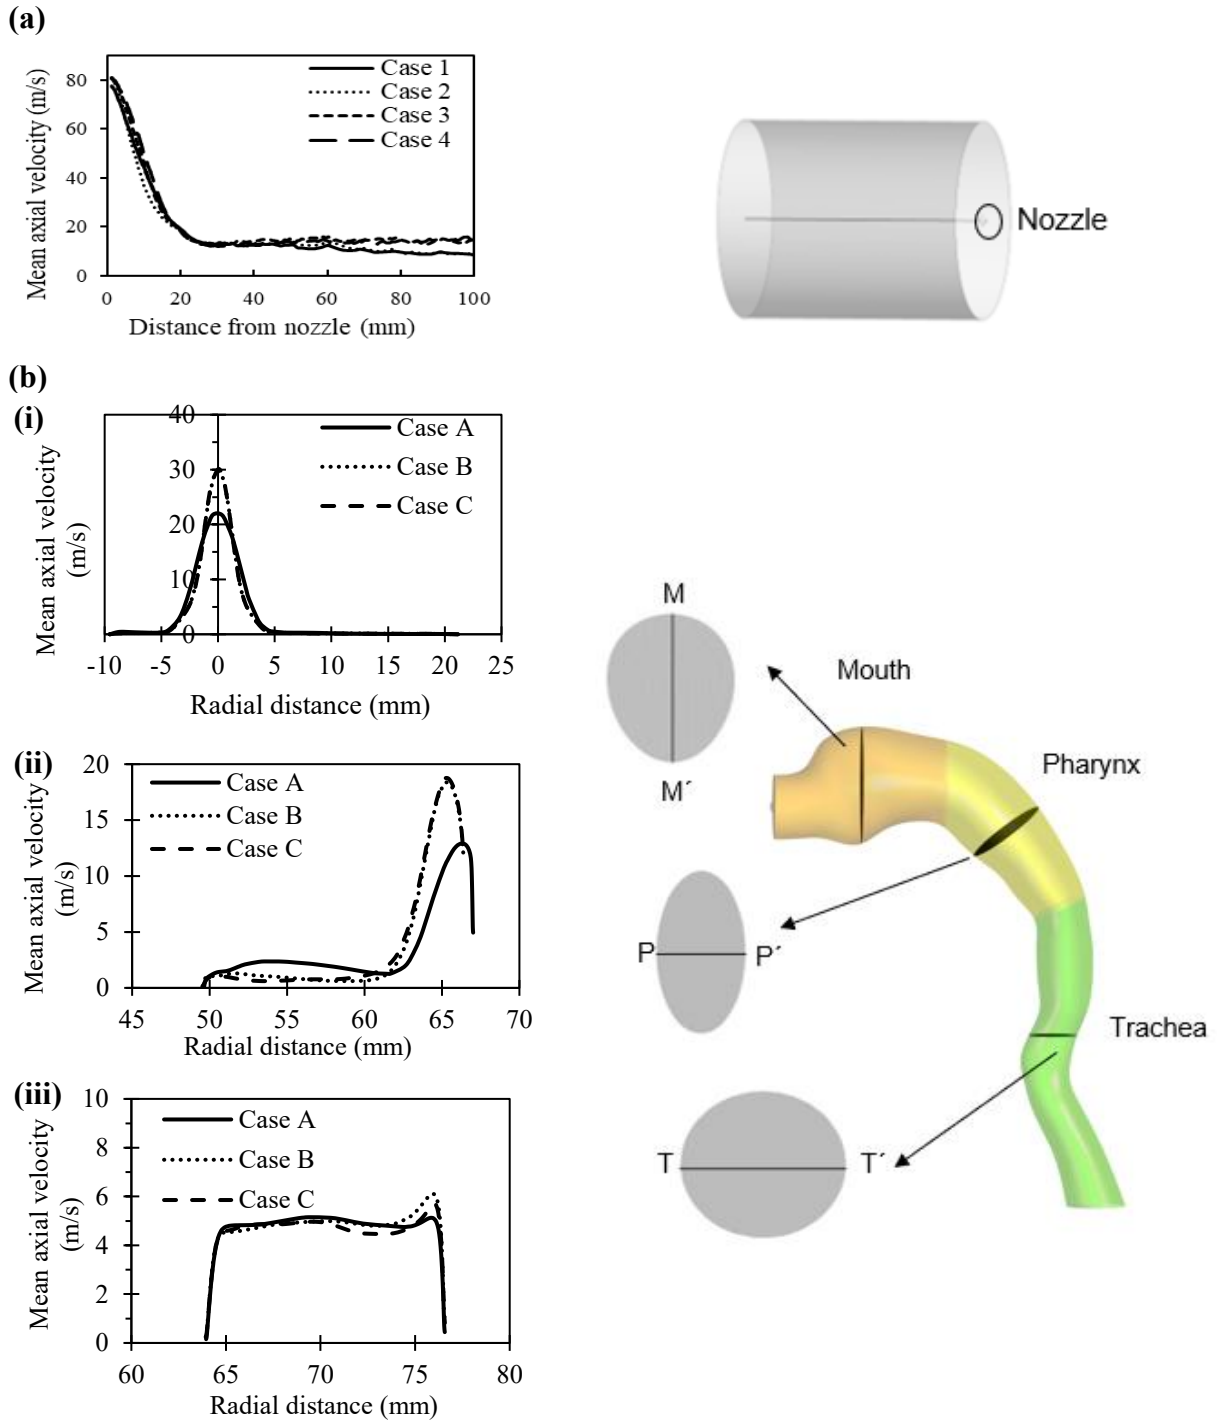 (a)
Mean axial velocity (m/s)
80
60
40
20
0
Case 1
Case 2
Case 3
Case 4
0 20 40 60 80 100
Distance from nozzle (mm)
Nozzle
(b)
(i)
Mean axial velocity
(m/s)
40
30
20
10
0
Case A
Case B
Case C
-10 -5 0 5 10 15 20 25
Radial distance (mm)
(ii)
Mean axial velocity
(m/s)
20
15
10
5
0
Case A
Case B
Case C
45 50 55 60 65 70
Radial distance (mm)
(iii)
Mean axial velocity
(m/s)
10
8
6
4
2
0
Case A
Case B
Case C
60 65 70 75 80
Radial distance (mm)
M
Mouth
M´
Pharynx
P P´
Trachea
T T´